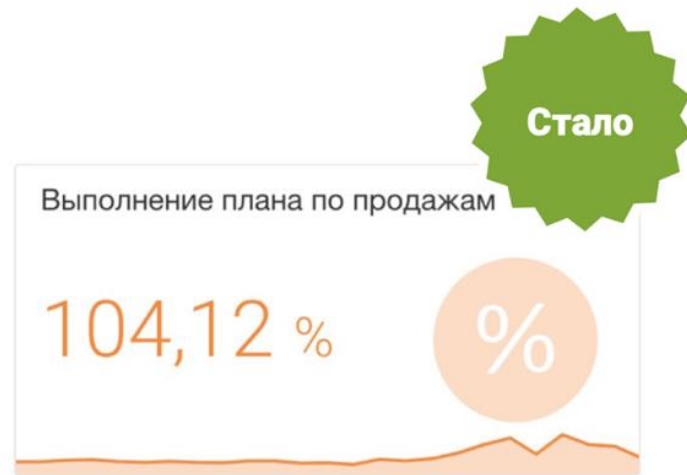 Стало
Выполнение плана по продажам
104,12 %
%